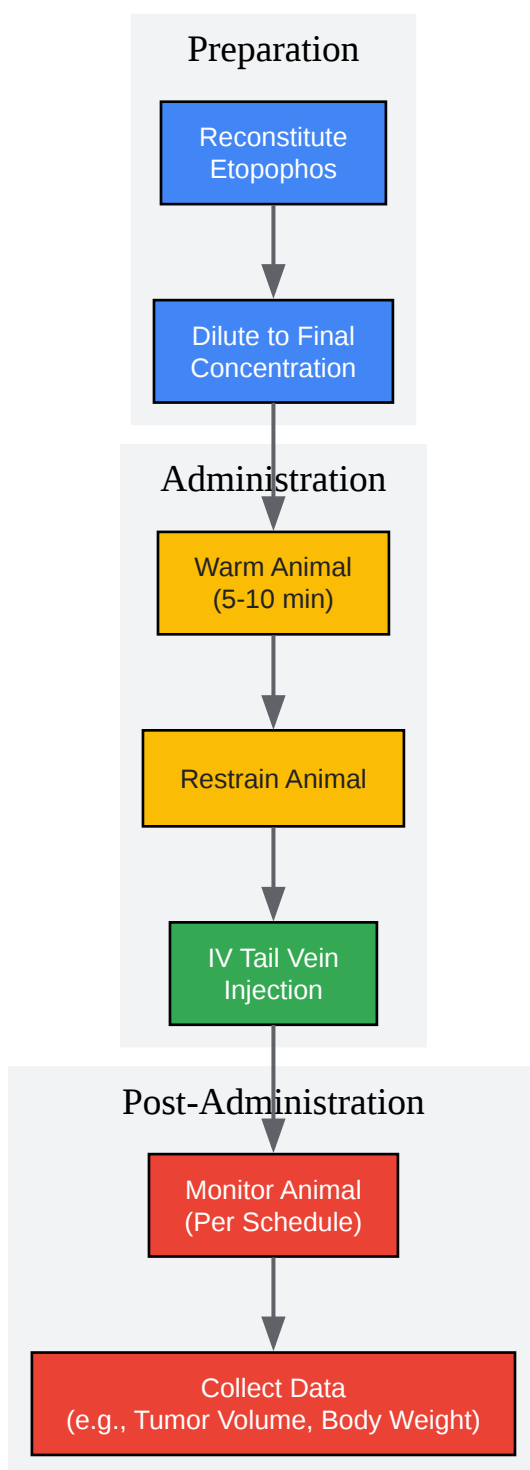 Preparation
Reconstitute
Etopophos
Dilute to Final
Concentration
Administration
Warm Animal
(5-10 min)
Restrain Animal
IV Tail Vein
Injection
Post-Administration
Monitor Animal
(Per Schedule)
Collect Data
(e.g., Tumor Volume, Body Weight)